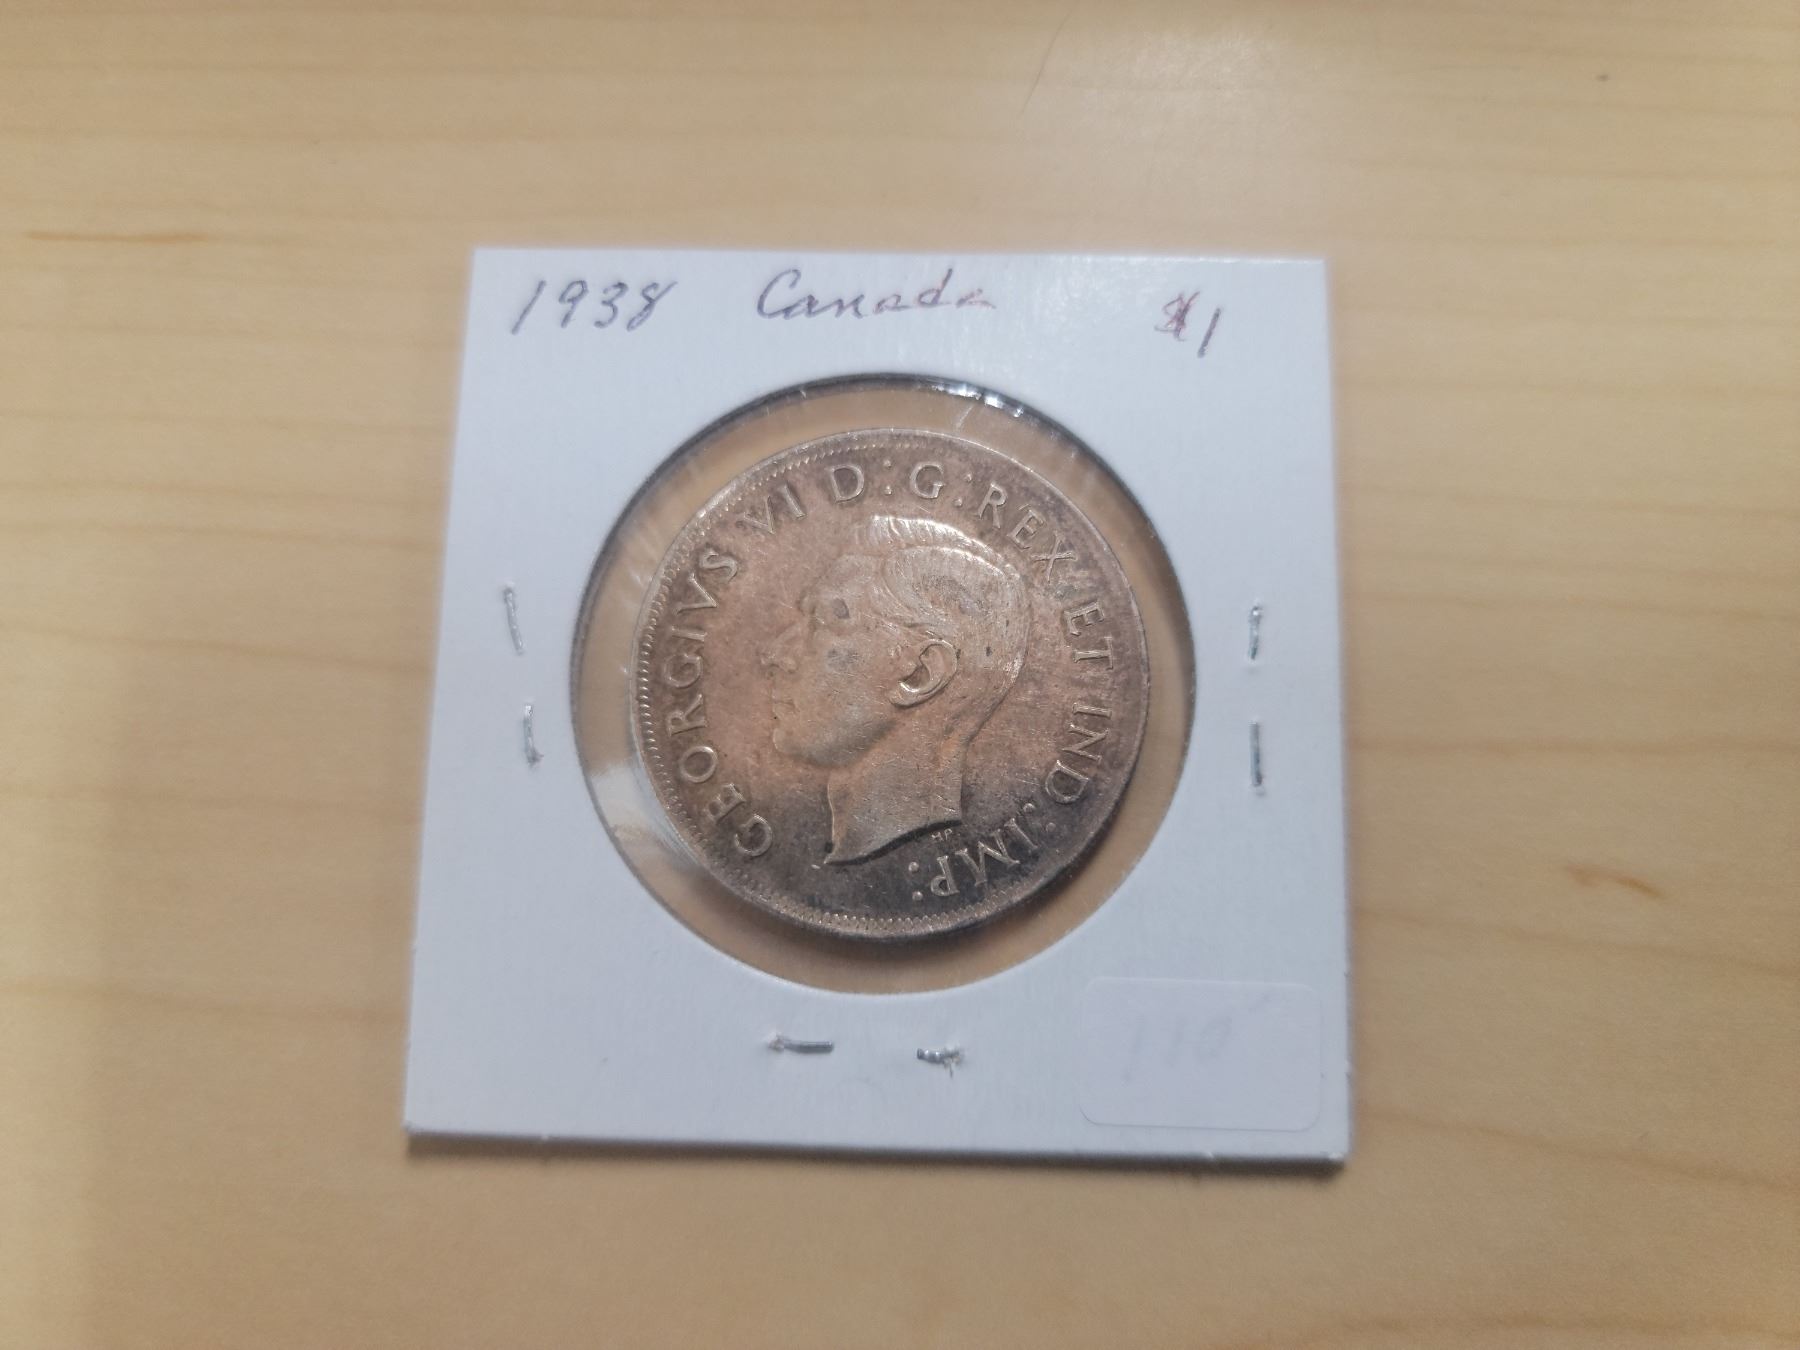 1938 Canada $1
GEORGIVS VI D:G:REX ET IND:IMP:
HP
110